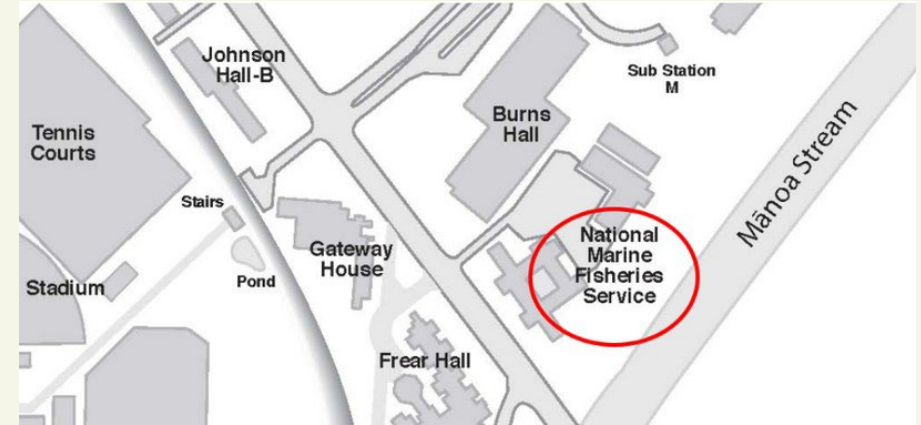 Johnson
Hall-B
Sub Station
M
Burns
Hall
Tennis
Courts
Mānoa Stream
Stairs
National
Marine
Fisheries
Service
Gateway
House
Pond
Stadium
Frear Hall